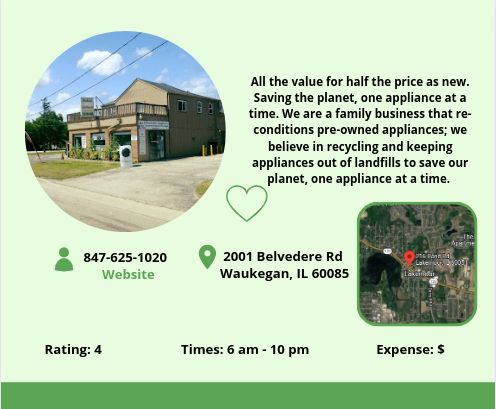 All the value for half the price as new.
Saving the planet, one appliance at a
time. We are a family business that re-
conditions pre-owned appliances; we
believe in recycling and keeping
appliances out of landfills to save our
planet, one appliance at a time.
847-625-1020
Website
2001 Belvedere Rd
Waukegan, IL 60085
The
Apartme
Lakemoor
Rating: 4
Times: 6 am - 10 pm
Expense: $